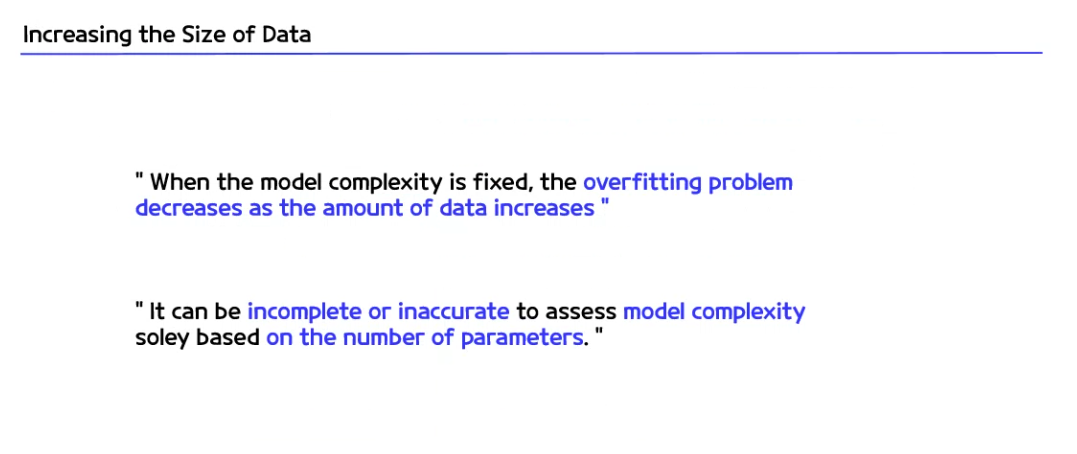 Increasing the Size of Data
" When the model complexity is fixed, the overfitting problem
decreases as the amount of data increases "
" It can be incomplete or inaccurate to assess model complexity
soley based on the number of parameters. "